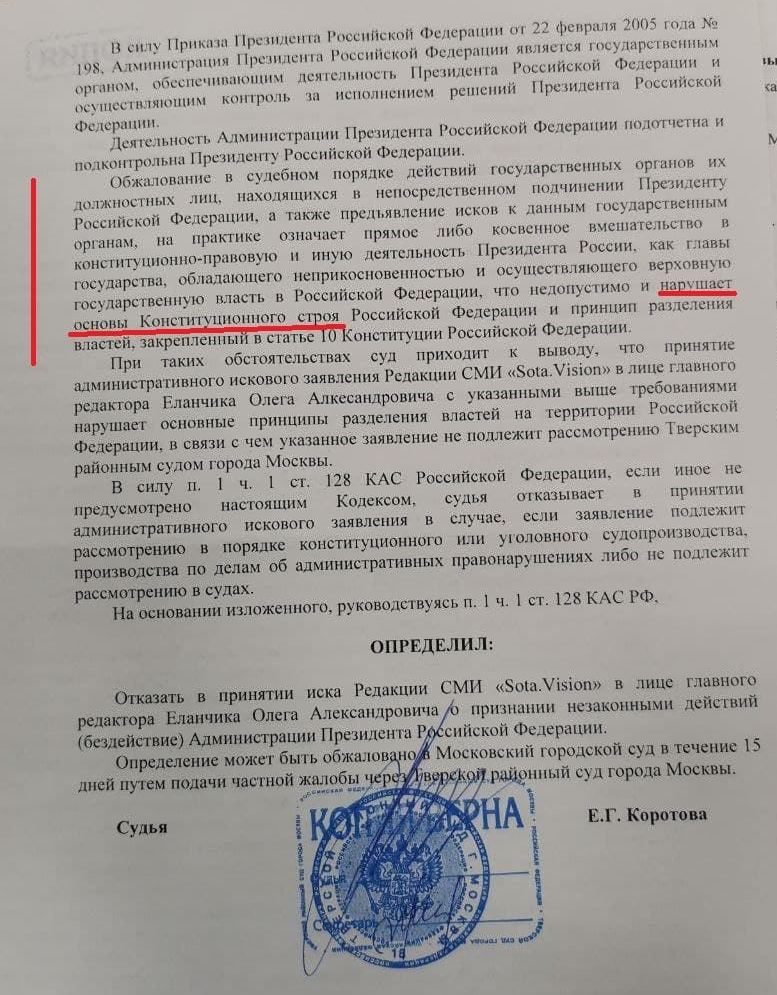 В силу Приказа Президента Российской Федерации от 22 февраля 2005 года №
198, Администрация Президента Российской Федерации является государственным
органом, обеспечивающим деятельность Президента Российской Федерации и
осуществляющим контроль за исполнением решений Президента Российской
Федерации.
Деятельность Администрации Президента Российской Федерации подотчетна и
подконтрольна Президенту Российской Федерации.
Обжалование в судебном порядке действий государственных органов их
должностных лиц, находящихся в непосредственном подчинении Президенту
Российской Федерации, а также предъявление исков к данным государственным
органам, на практике означает прямое либо косвенное вмешательство в
конституционно-правовую и иную деятельность Президента России, как главы
государства, обладающего неприкосновенностью и осуществляющего верховную
государственную власть в Российской Федерации, что недопустимо и нарушает
основы Конституционного строя Российской Федерации и принцип разделения
властей, закрепленный в статье 10 Конституции Российской Федерации.
При таких обстоятельствах суд приходит к выводу, что принятие
административного искового заявления Редакции СМИ «Sota.Vision» в лице главного
редактора Еланчика Олега Алкесандровича с указанными выше требованиями
нарушает основные принципы разделения властей на территории Российской
Федерации, в связи с чем указанное заявление не подлежит рассмотрению Тверским
районным судом города Москвы.
В силу п. 1 ч. 1 ст. 128 КАС Российской Федерации, если иное не
предусмотрено настоящим Кодексом, судья отказывает в принятии
административного искового заявления в случае, если заявление подлежит
рассмотрению в порядке конституционного или уголовного судопроизводства,
производства по делам об административных правонарушениях либо не подлежит
рассмотрению в судах.
На основании изложенного, руководствуясь п. 1 ч. 1 ст. 128 КАС РФ,
ОПРЕДЕЛИЛ:
Отказать в принятии иска Редакции СМИ «Sota.Vision» в лице главного
редактора Еланчика Олега Александровича о признании незаконными действий
(бездействие) Администрации Президента Российской Федерации.
Определение может быть обжаловано в Московский городской суд в течение 15
дней путем подачи частной жалобы через Тверской районный суд города Москвы.
Судья Е.Г. Коротова
КОПИЯ ВЕРНА
Судья